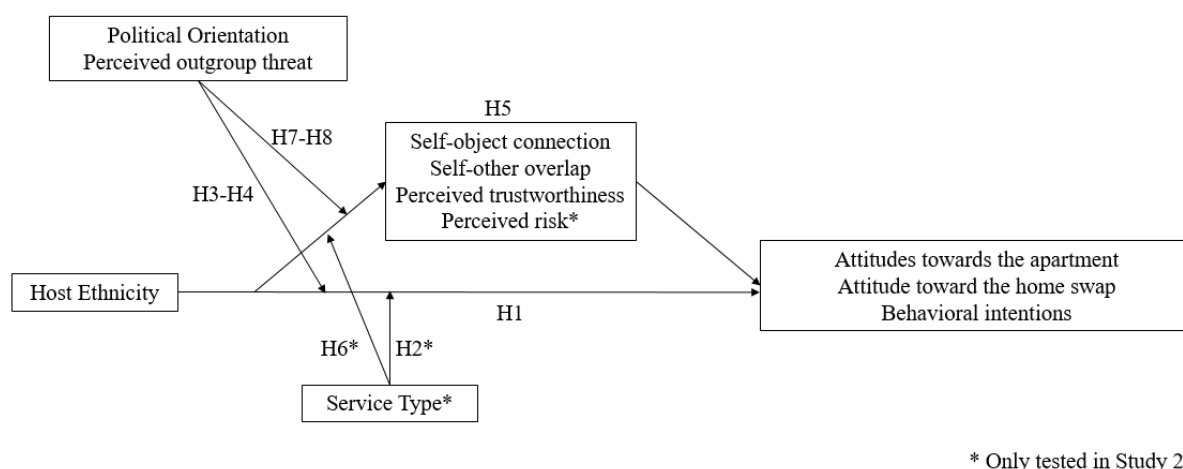 Political Orientation
Perceived outgroup threat
H5
H7-H8
Self-object connection
Self-other overlap
Perceived trustworthiness
Perceived risk*
H3-H4
Host Ethnicity
Attitudes towards the apartment
Attitude toward the home swap
Behavioral intentions
H1
H6*
H2*
Service Type*
* Only tested in Study 2